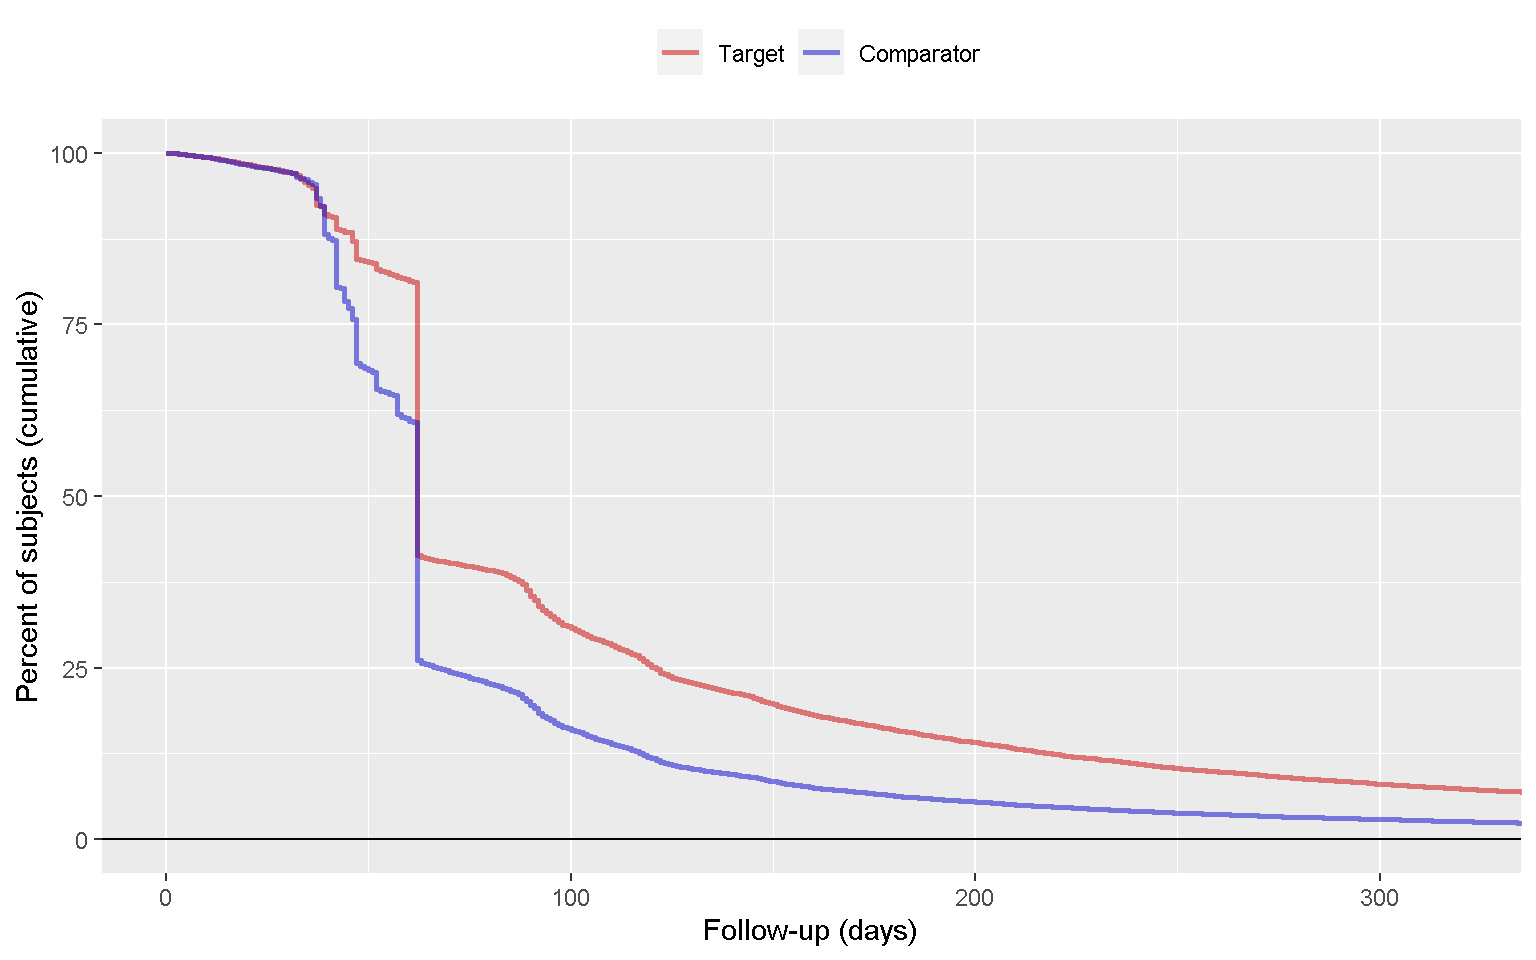 Target Comparator
Percent of subjects (cumulative)
100
75
50
25
0
0 100 200 300
Follow-up (days)